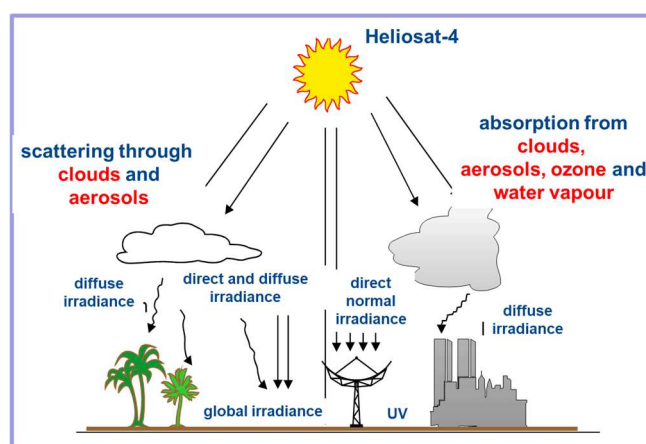 Heliosat-4
scattering through
clouds and
aerosols
absorption from
clouds,
aerosols, ozone and
water vapour
diffuse
irradiance
direct and diffuse
irradiance
direct
normal
irradiance
diffuse
irradiance
global irradiance
UV